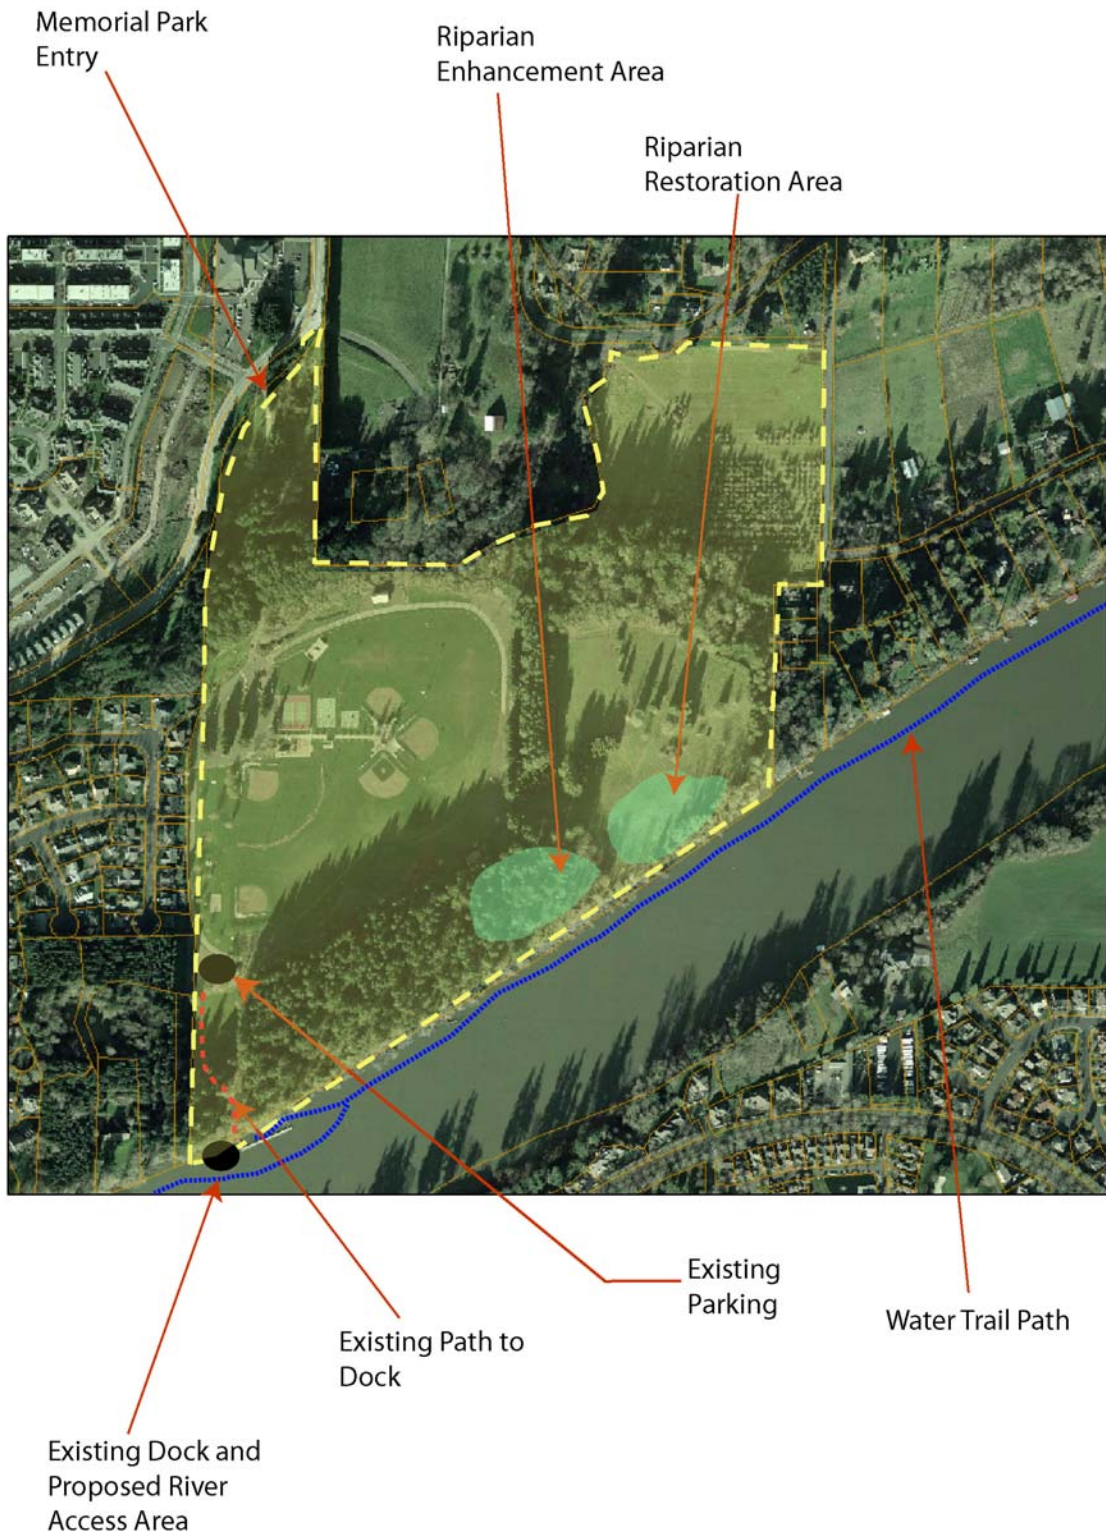 Memorial Park
Entry
Riparian
Enhancement Area
Riparian
Restoration Area
Existing
Parking
Water Trail Path
Existing Path to
Dock
Existing Dock and
Proposed River
Access Area